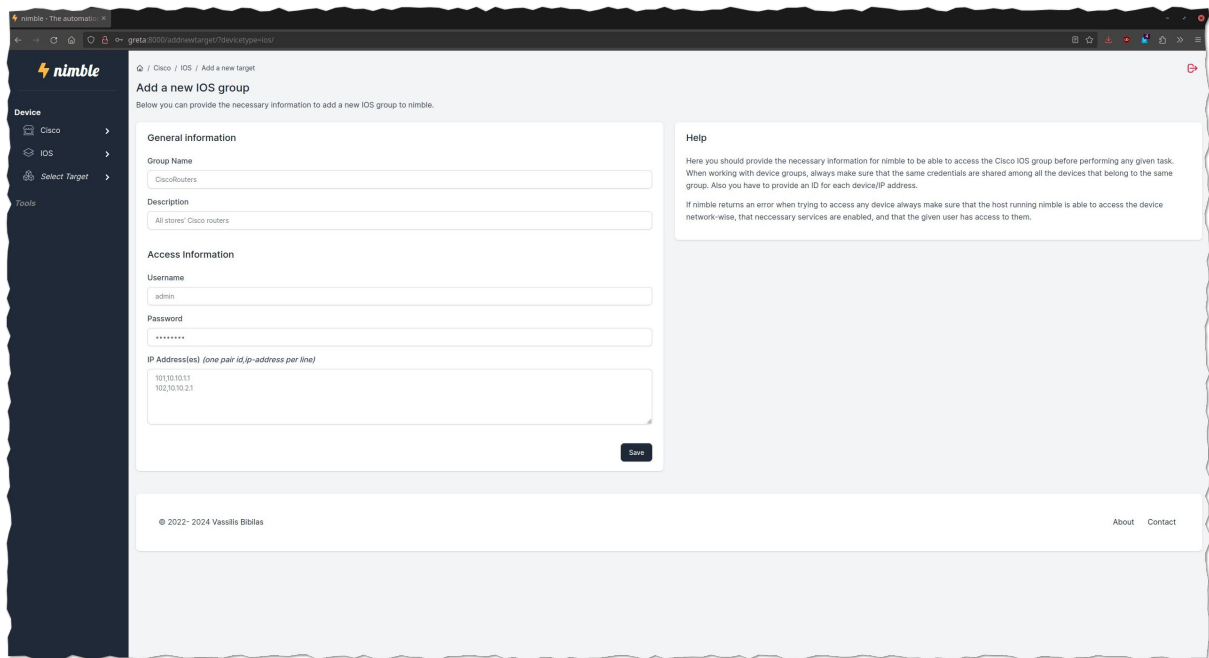 nimble - The automatio
greta:8000/addnewtarget/?devicetype=ios/
nimble
Device
Cisco
IOS
Select Target
Tools
/ Cisco / IOS / Add a new target
Add a new IOS group
Below you can provide the necessary information to add a new IOS group to nimble.
General information
Group Name
CiscoRouters
Description
All stores' Cisco routers
Access Information
Username
admin
Password
••••••••
IP Address(es) (one pair id,ip-address per line)
101,10.10.1.1
102,10.10.2.1
Save
Help
Here you should provide the necessary information for nimble to be able to access the Cisco IOS group before performing any given task.
When working with device groups, always make sure that the same credentials are shared among all the devices that belong to the same
group. Also you have to provide an ID for each device/IP address.
If nimble returns an error when trying to access any device always make sure that the host running nimble is able to access the device
network-wise, that neccessary services are enabled, and that the given user has access to them.
© 2022- 2024 Vassilis Bibilas
About Contact